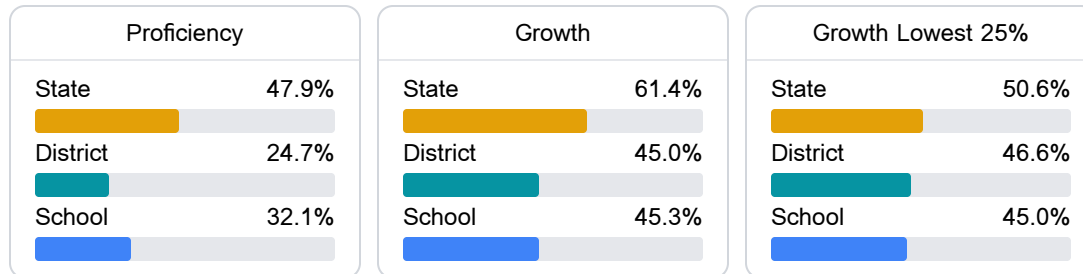 Proficiency
State 47.9%
District 24.7%
School 32.1%
Growth
State 61.4%
District 45.0%
School 45.3%
Growth Lowest 25%
State 50.6%
District 46.6%
School 45.0%